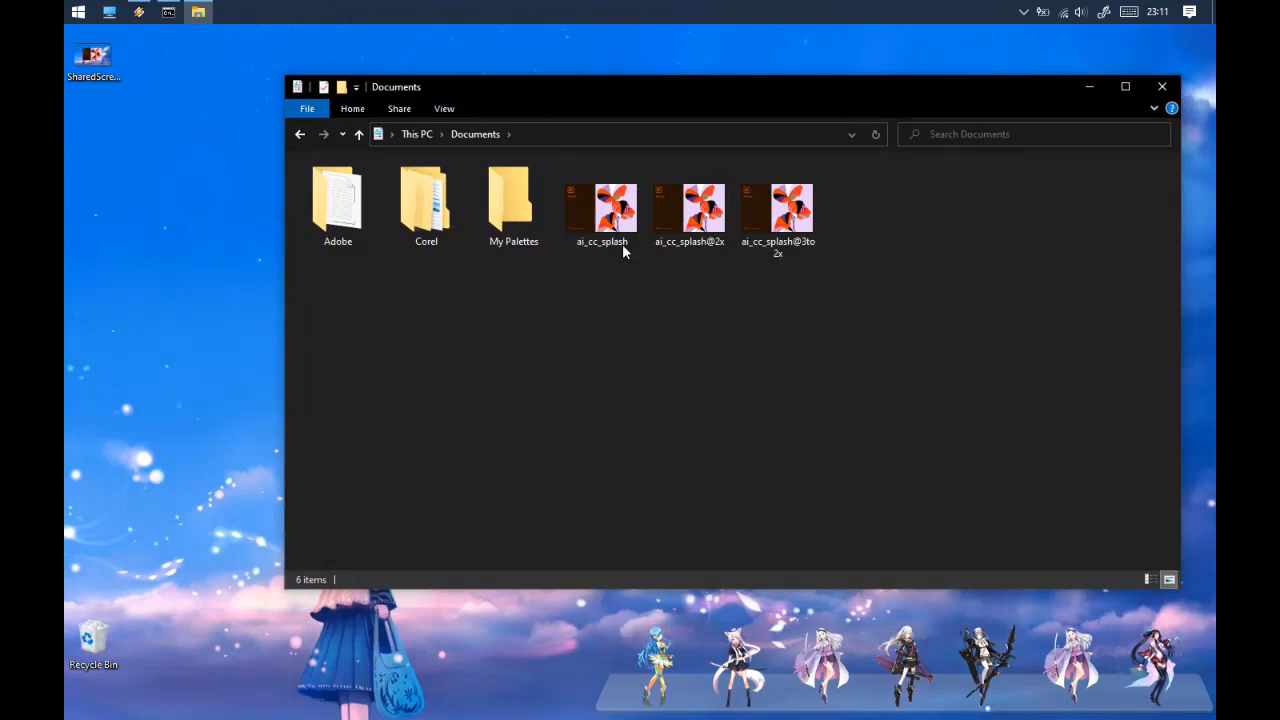 23:11
SharedScre...
Documents
File
Home
Share
View
This PC
Documents
Search Documents
Adobe
Corel
My Palettes
ai_cc_splash
ai_cc_splash@2x
ai_cc_splash@3to
2x
6 items
Recycle Bin